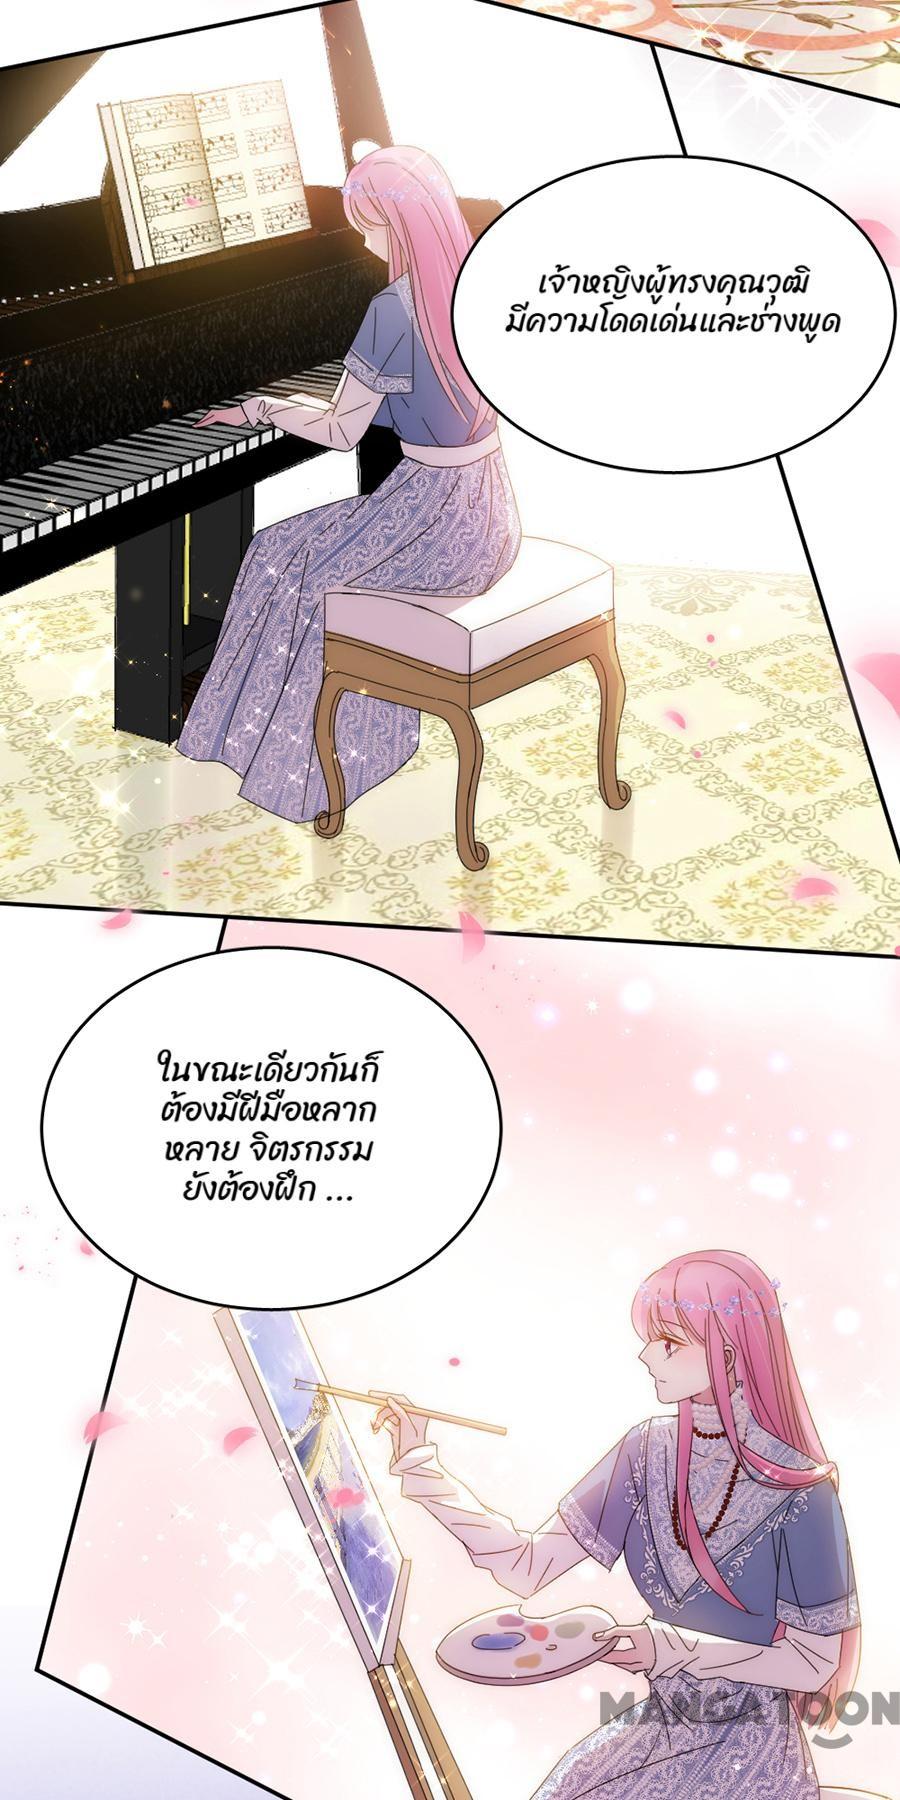 เจ้าหญิงผู้ทรงคุณวุฒิ
มีความโดดเด่นและช่างพูด
ในขณะเดียวกันก็
ต้องมีฝีมือหลาก
หลาย จิตรกรรม
ยังต้องฝึก ...
MANGATOON